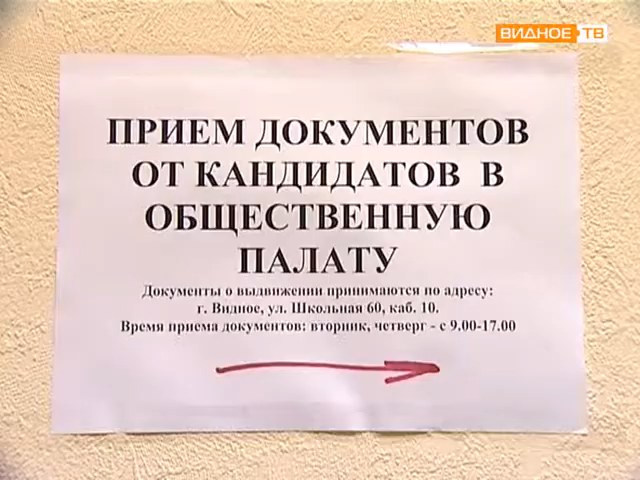 ВИДНОЕ ТВ
ПРИЕМ ДОКУМЕНТОВ
ОТ КАНДИДАТОВ В
ОБЩЕСТВЕННУЮ
ПАЛАТУ
Документы о выдвижении принимаются по адресу:
г. Видное, ул. Школьная 60, каб. 10.
Время приема документов: вторник, четверг - с 9.00-17.00